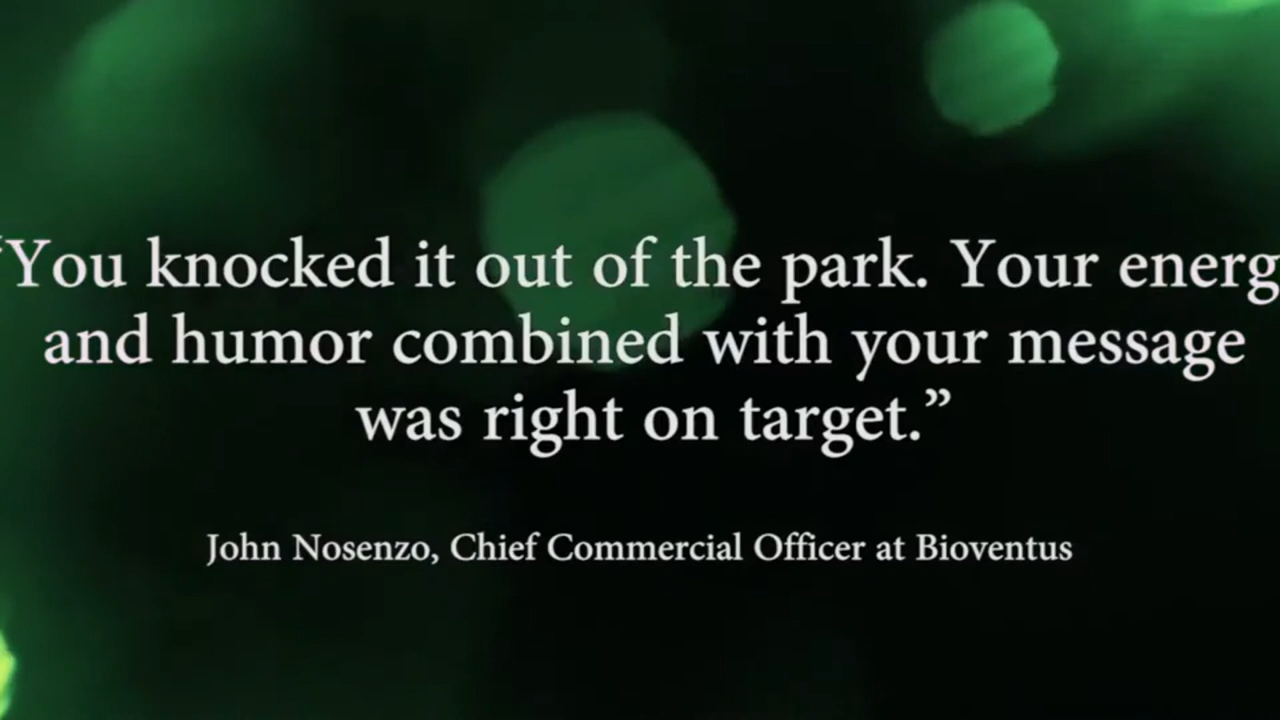 “You knocked it out of the park. Your energ
and humor combined with your message
was right on target.”
John Nosenzo, Chief Commercial Officer at Bioventus